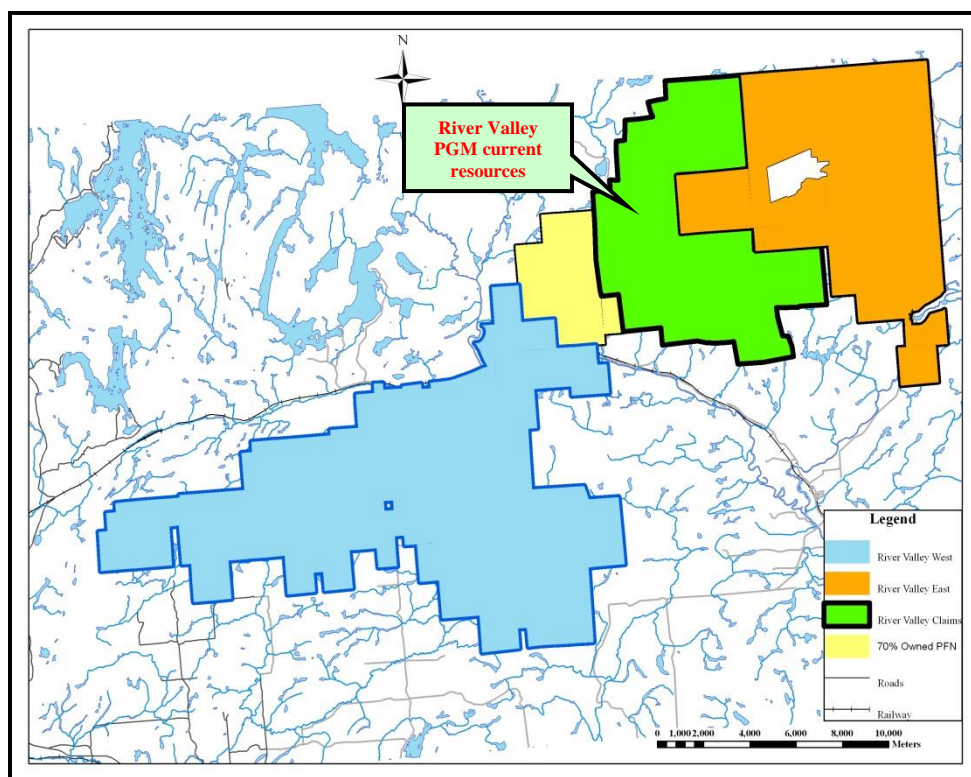 N
River Valley
PGM current
resources
Legend
River Valley West
River Valley East
River Valley Claims
70% Owned PFN
Roads
Railway
0 1,000 2,000 4,000 6,000 8,000 10,000
Meters